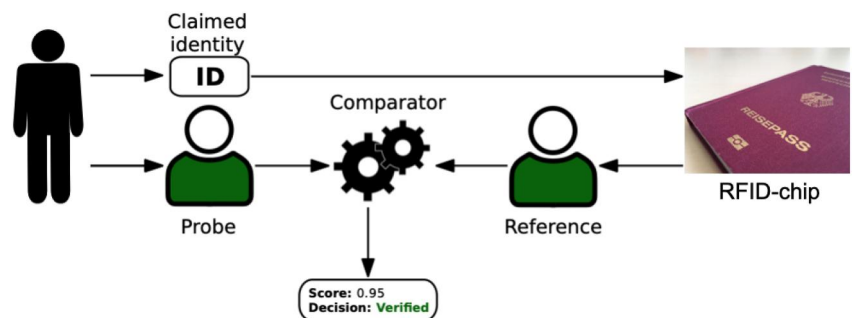 Claimed
identity
ID
Comparator
REISEPASS
RFID-chip
Probe
Reference
Score: 0.95
Decision: Verified